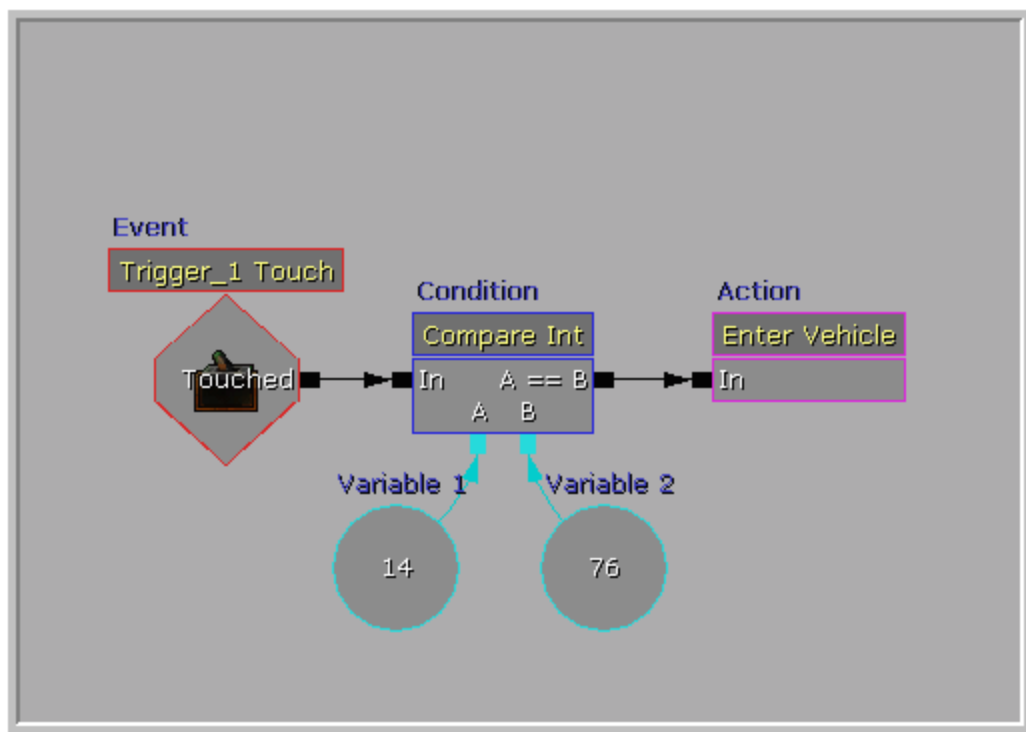 Event
Trigger_1 Touch
Touched
Condition
Compare Int
In A == B
A B
Action
Enter Vehicle
In
Variable 1
Variable 2
14
76